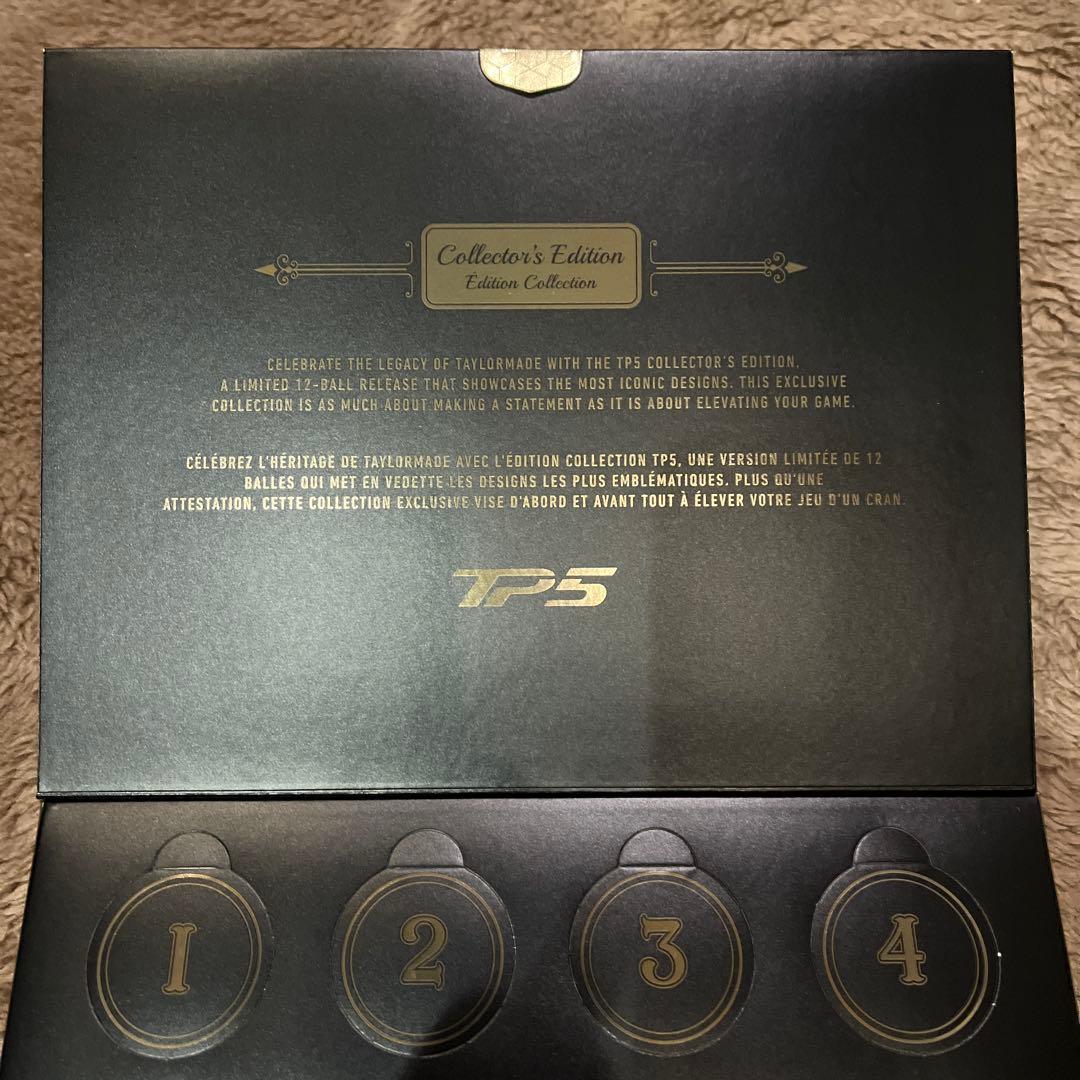 Collector's Edition
Édition Collection
CELEBRATE THE LEGACY OF TAYLORMADE WITH THE TP5 COLLECTOR'S EDITION,
A LIMITED 12-BALL RELEASE THAT SHOWCASES THE MOST ICONIC DESIGNS. THIS EXCLUSIVE
COLLECTION IS AS MUCH ABOUT MAKING A STATEMENT AS IT IS ABOUT ELEVATING YOUR GAME.
CÉLÉBREZ L'HÉRITAGE DE TAYLORMADE AVEC L'ÉDITION COLLECTION TP5, UNE VERSION LIMITÉE DE 12
BALLES QUI MET EN VEDETTE LES DESIGNS LES PLUS EMBLÉMATIQUES. PLUS QU'UNE
ATTESTATION, CETTE COLLECTION EXCLUSIVE VISE D'ABORD ET AVANT TOUT À ÉLEVER VOTRE JEU D'UN CRAN.
TP5
1 2 3 4